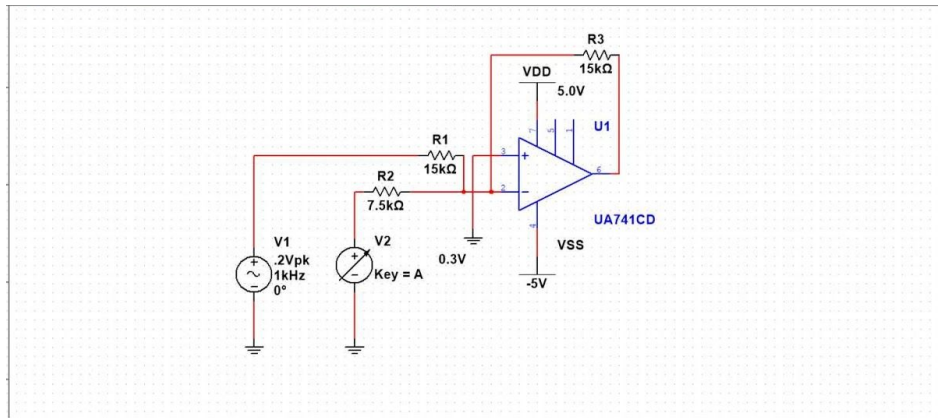 R3
15kΩ
VDD
5.0V
7
5
1
U1
R1
15kΩ
3
+
6
R2
7.5kΩ
2
−
UA741CD
4
VSS
-5V
V1
+
.2Vpk
1kHz
0°
−
V2
+
−
Key = A
0.3V